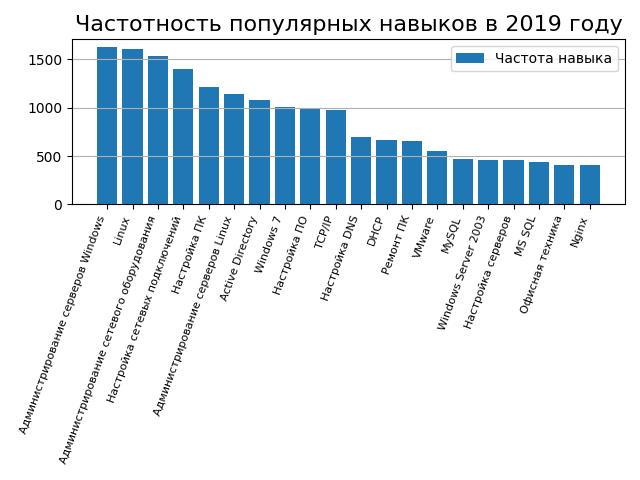 Частотность популярных навыков в 2019 году
Частота навыка
1500
1000
500
0
Администрирование серверов Windows
Linux
Администрирование сетевого оборудования
Настройка сетевых подключений
Настройка ПК
Администрирование серверов Linux
Active Directory
Windows 7
Настройка ПО
TCP/IP
Настройка DNS
DHCP
Ремонт ПК
VMware
MySQL
Windows Server 2003
Настройка серверов
MS SQL
Офисная техника
Nginx